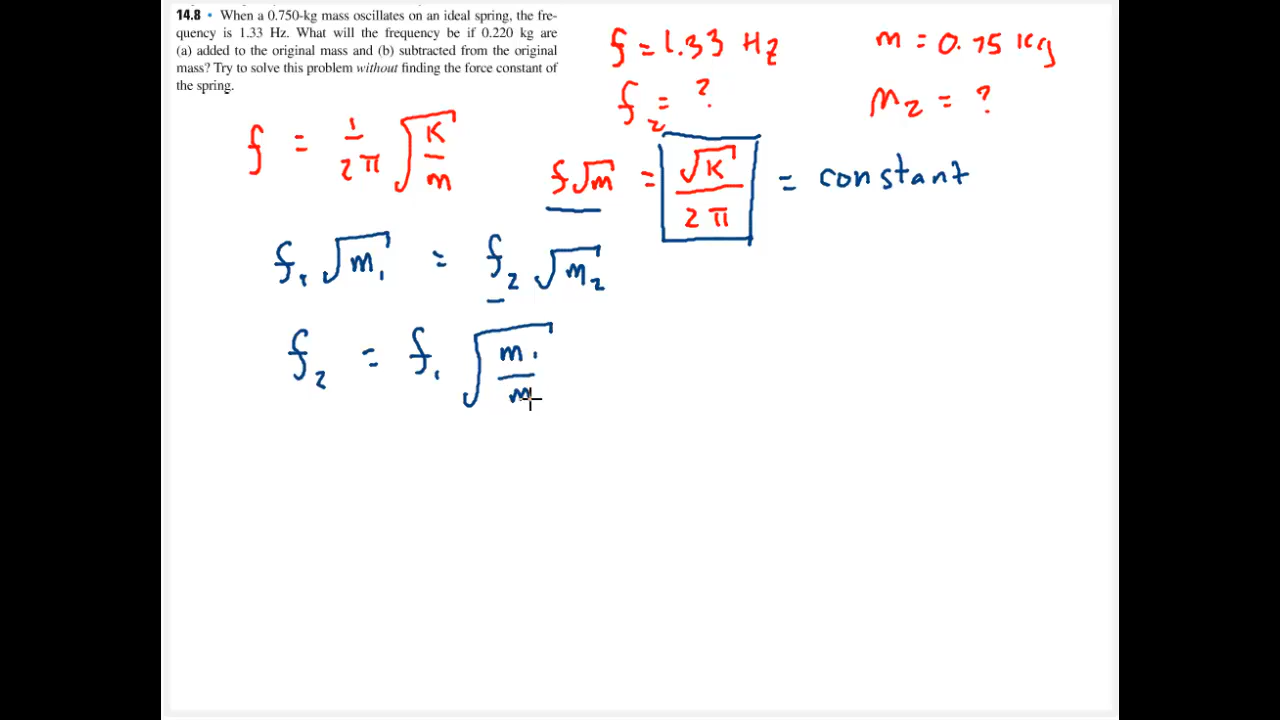 14.8 • When a 0.750-kg mass oscillates on an ideal spring, the fre-
quency is 1.33 Hz. What will the frequency be if 0.220 kg are
(a) added to the original mass and (b) subtracted from the original
mass? Try to solve this problem without finding the force constant of
the spring.
f = 1.33 Hz
m = 0.75 kg
f₂ = ?
m₂ = ?
f = 1/2π √(K/m)
f√m = √K/2π = constant
f₁ √m₁ = f₂ √m₂
f₂ = f₁ √(m₁/m